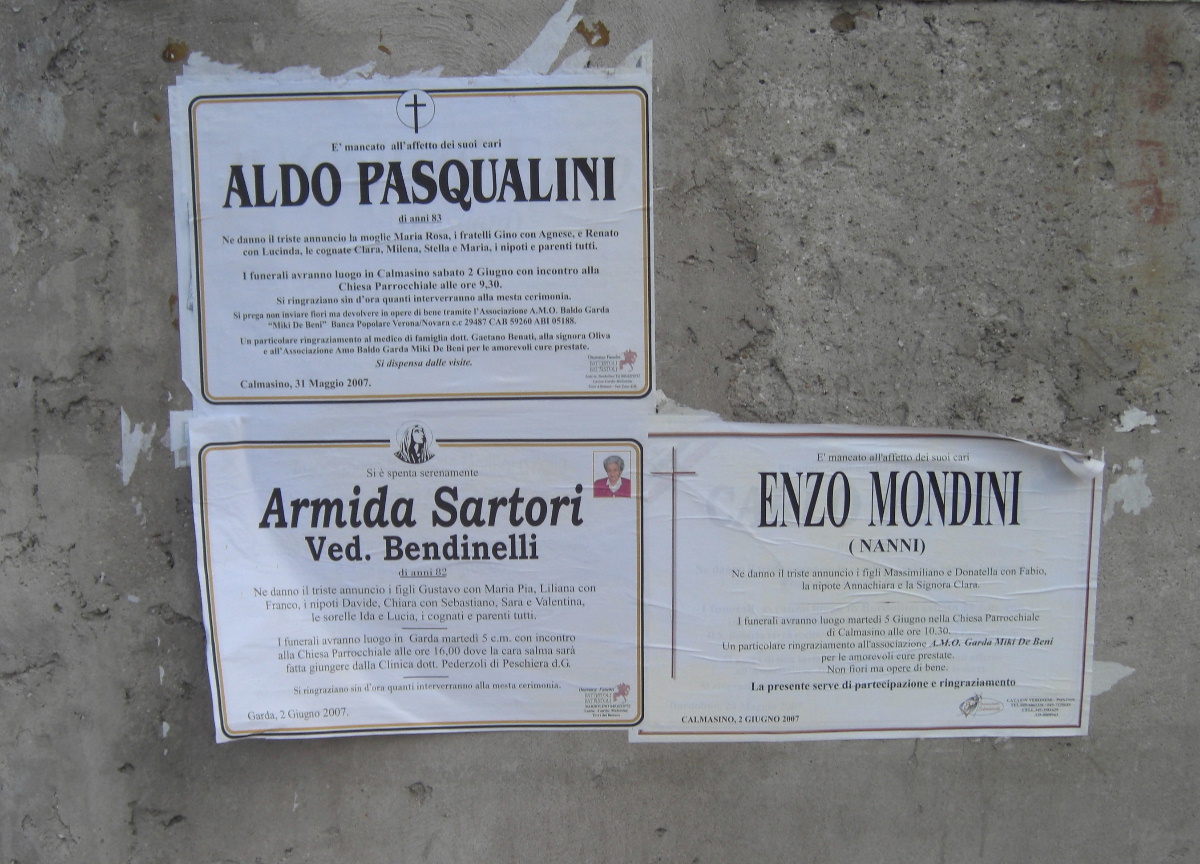 E' mancato all'affetto dei suoi cari
ALDO PASQUALINI
di anni 83
Ne danno il triste annuncio la moglie Maria Rosa, i fratelli Gino con Agnese, e Renato
con Lucinda, le cognate Clara, Milena, Stella e Maria, i nipoti e parenti tutti.
I funerali avranno luogo in Calmasino sabato 2 Giugno con incontro alla
Chiesa Parrocchiale alle ore 9,30.
Si ringraziano sin d'ora quanti interverranno alla mesta cerimonia.
Si prega non inviare fiori ma devolvere in opere di bene tramite l'Associazione A.M.O. Baldo Garda
"Miki De Beni" Banca Popolare Verona/Novara c.c 29487 CAB 59260 ABI 05188.
Un particolare ringraziamento al medico di famiglia dott. Gaetano Benati, alla signora Oliva
e all'Associazione Amo Baldo Garda Miki De Beni per le amorevoli cure prestate.
Si dispensa dalle visite.
Calmasino, 31 Maggio 2007.
Si è spenta serenamente
Armida Sartori
Ved. Bendinelli
di anni 82
Ne danno il triste annuncio i figli Gustavo con Maria Pia, Liliana con
Franco, i nipoti Davide, Chiara con Sebastiano, Sara e Valentina,
le sorelle Ida e Lucia, i cognati e parenti tutti.
I funerali avranno luogo in Garda martedì 5 c.m. con incontro
alla Chiesa Parrocchiale alle ore 16,00 dove la cara salma sarà
fatta giungere dalla Clinica dott. Pederzoli di Peschiera d.G.
Si ringraziano sin d'ora quanti interverranno alla mesta cerimonia.
Garda, 2 Giugno 2007.
E' mancato all'affetto dei suoi cari
ENZO MONDINI
( NANNI)
Ne danno il triste annuncio i figli Massimiliano e Donatella con Fabio,
la nipote Annachiara e la Signora Clara.
I funerali avranno luogo martedì 5 Giugno nella Chiesa Parrocchiale
di Calmasino alle ore 10.30.
Un particolare ringraziamento all'associazione A.M.O. Garda Miki De Beni
per le amorevoli cure prestate.
Non fiori ma opere di bene.
La presente serve di partecipazione e ringraziamento
CALMASINO, 2 GIUGNO 2007